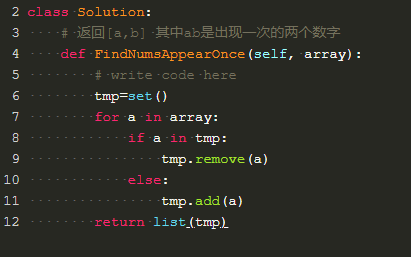 2 class Solution:
3     # 返回[a,b] 其中ab是出现一次的两个数字
4     def FindNumsAppearOnce(self, array):
5         # write code here
6         tmp=set()
7         for a in array:
8             if a in tmp:
9                 tmp.remove(a)
10             else:
11                 tmp.add(a)
12         return list(tmp)